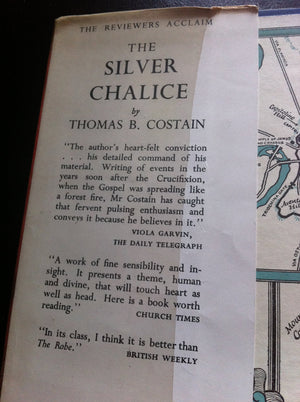 THE REVIEWERS ACCLAIM
THE
SILVER
CHALICE
by
THOMAS B. COSTAIN
"The author's heart-felt conviction
. . . his detailed command of his
material. Writing of events in the
years soon after the Crucifixion,
when the Gospel was spreading like
a forest fire, Mr Costain has caught
that fervent pulsing enthusiasm and
conveys it because he believes in it."
VIOLA GARVIN,
THE DAILY TELEGRAPH
"A work of fine sensibility and in-
sight. It presents a theme, human
and divine, that will touch heart as
well as head. Here is a book worth
reading."
CHURCH TIMES
"In its class, I think it is better than
The Robe."
BRITISH WEEKLY